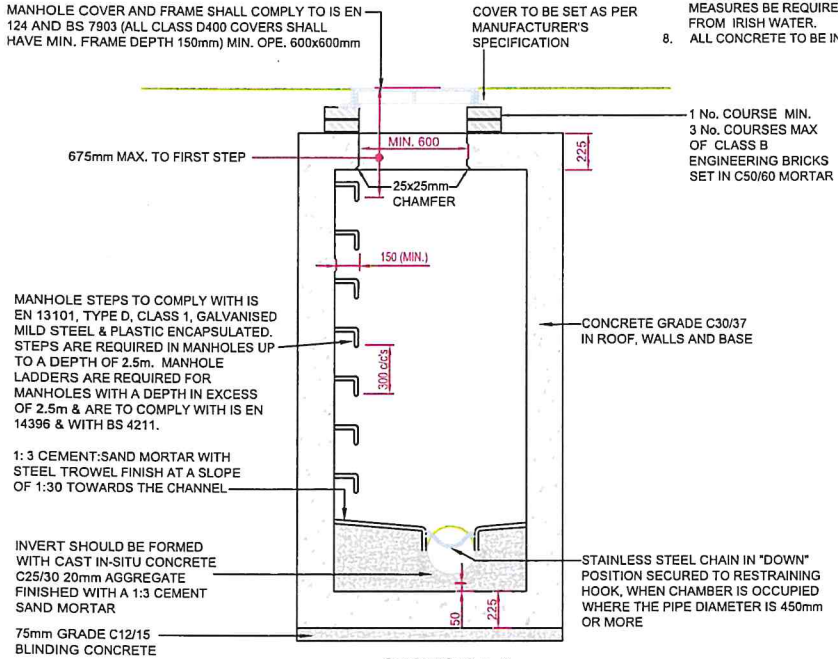 MANHOLE COVER AND FRAME SHALL COMPLY TO IS EN
124 AND BS 7903 (ALL CLASS D400 COVERS SHALL
HAVE MIN. FRAME DEPTH 150mm) MIN. OPE. 600x600mm
COVER TO BE SET AS PER
MANUFACTURER'S
SPECIFICATION
MEASURES BE REQUIRE
FROM IRISH WATER.
8. ALL CONCRETE TO BE IN
1 No. COURSE MIN.
3 No. COURSES MAX
OF CLASS B
ENGINEERING BRICKS
SET IN C50/60 MORTAR
MIN. 600
225
675mm MAX. TO FIRST STEP
25x25mm
CHAMFER
150 (MIN.)
MANHOLE STEPS TO COMPLY WITH IS
EN 13101, TYPE D, CLASS 1, GALVANISED
MILD STEEL & PLASTIC ENCAPSULATED.
STEPS ARE REQUIRED IN MANHOLES UP
TO A DEPTH OF 2.5m. MANHOLE
LADDERS ARE REQUIRED FOR
MANHOLES WITH A DEPTH IN EXCESS
OF 2.5m & ARE TO COMPLY WITH IS EN
14396 & WITH BS 4211.
300 c/c's
CONCRETE GRADE C30/37
IN ROOF, WALLS AND BASE
1: 3 CEMENT:SAND MORTAR WITH
STEEL TROWEL FINISH AT A SLOPE
OF 1:30 TOWARDS THE CHANNEL
INVERT SHOULD BE FORMED
WITH CAST IN-SITU CONCRETE
C25/30 20mm AGGREGATE
FINISHED WITH A 1:3 CEMENT
SAND MORTAR
STAINLESS STEEL CHAIN IN "DOWN"
POSITION SECURED TO RESTRAINING
HOOK, WHEN CHAMBER IS OCCUPIED
WHERE THE PIPE DIAMETER IS 450mm
OR MORE
50
225
75mm GRADE C12/15
BLINDING CONCRETE